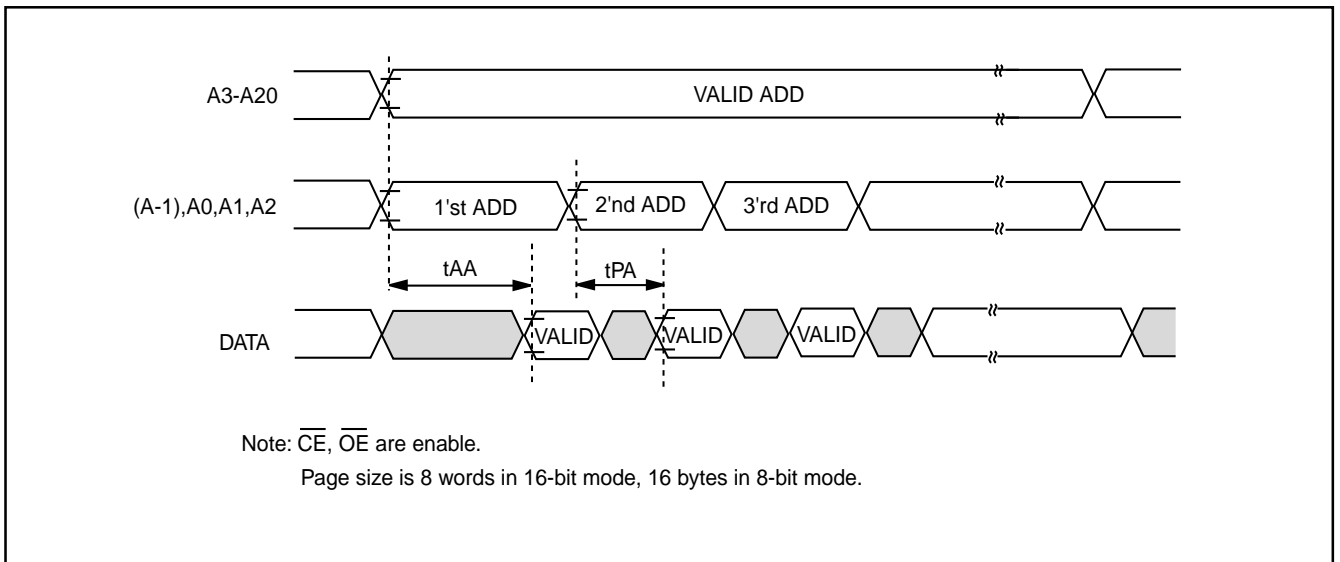 A3-A20
VALID ADD
(A-1),A0,A1,A2
1'st ADD
2'nd ADD
3'rd ADD
tAA
tPA
DATA
VALID
VALID
VALID
Note: CE, OE are enable.
Page size is 8 words in 16-bit mode, 16 bytes in 8-bit mode.